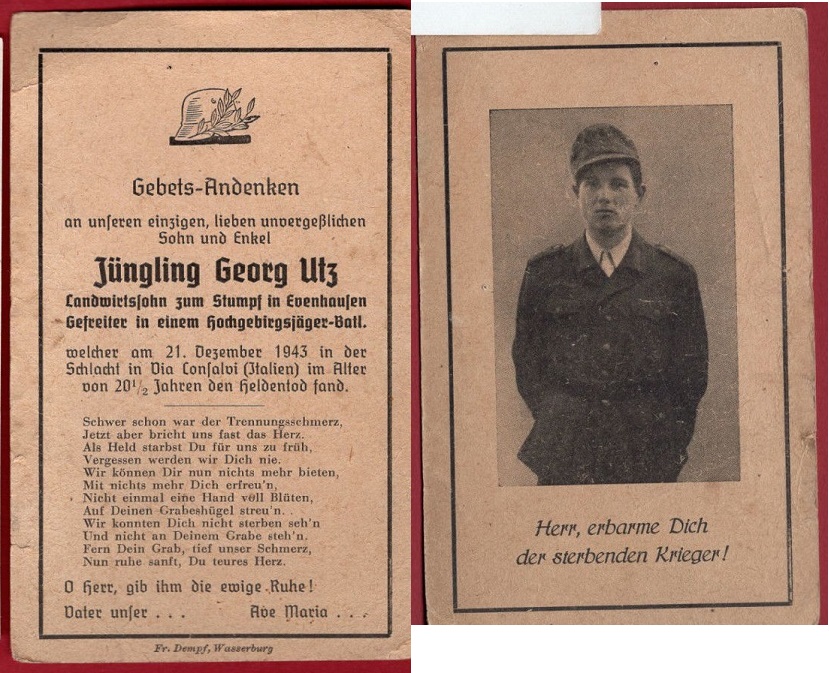 Gebets-Andenken
an unseren einzigen, lieben unvergeßlichen
Sohn und Enkel
Jüngling Georg Utz
Landwirtssohn zum Stumpf in Evenhausen
Gefreiter in einem Hochgebirgsjäger-Batl.
welcher am 21. Dezember 1943 in der
Schlacht in Via Consalvi (Italien) im Alter
von 20½ Jahren den Heldentod fand.
Schwer schon war der Trennungsschmerz,
Jetzt aber bricht uns fast das Herz.
Als Held starbst Du für uns zu früh,
Vergessen werden wir Dich nie.
Wir können Dir nun nichts mehr bieten,
Mit nichts mehr Dich erfreu'n,
Nicht einmal eine Hand voll Blüten,
Auf Deinen Grabeshügel streu'n.
Wir konnten Dich nicht sterben seh'n
Und nicht an Deinem Grabe steh'n.
Fern Dein Grab, tief unser Schmerz,
Nun ruhe sanft, Du teures Herz.
O Herr, gib ihm die ewige Ruhe!
Vater unser . . . Ave Maria . . .
Fr. Dempf, Wasserburg
Herr, erbarme Dich
der sterbenden Krieger!